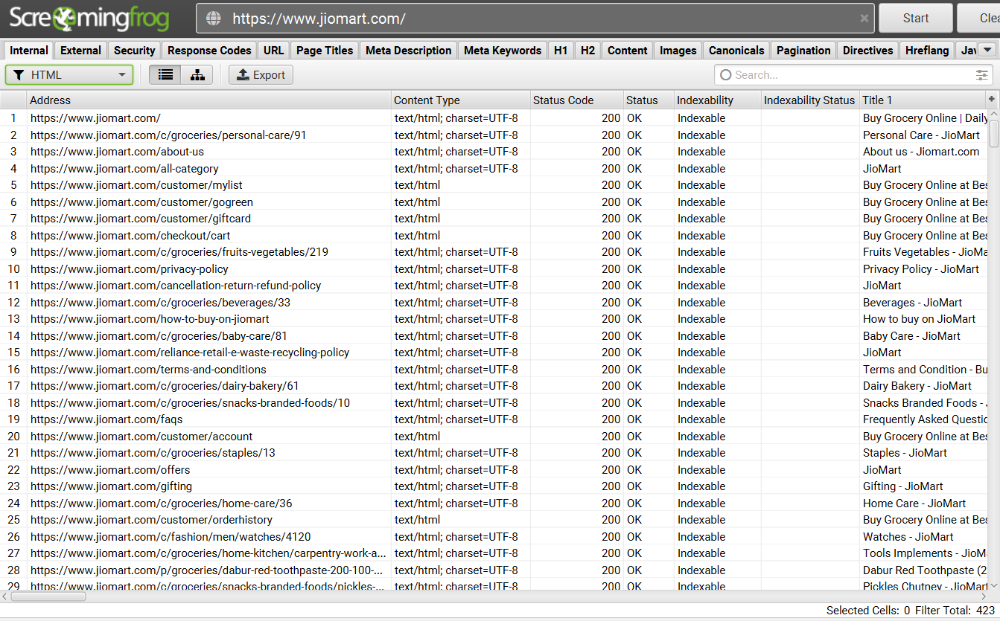 Screamingfrog https://www.jiomart.com/ × Start Clea
Internal External Security Response Codes URL Page Titles Meta Description Meta Keywords H1 H2 Content Images Canonicals Pagination Directives Hreflang Jav
HTML Export Search...
Address Content Type Status Code Status Indexability Indexability Status Title 1 +
1 https://www.jiomart.com/ text/html; charset=UTF-8 200 OK Indexable Buy Grocery Online | Daily
2 https://www.jiomart.com/c/groceries/personal-care/91 text/html; charset=UTF-8 200 OK Indexable Personal Care - JioMart
3 https://www.jiomart.com/about-us text/html; charset=UTF-8 200 OK Indexable About us - Jiomart.com
4 https://www.jiomart.com/all-category text/html; charset=UTF-8 200 OK Indexable JioMart
5 https://www.jiomart.com/customer/mylist text/html 200 OK Indexable Buy Grocery Online at Bes
6 https://www.jiomart.com/customer/gogreen text/html 200 OK Indexable Buy Grocery Online at Bes
7 https://www.jiomart.com/customer/giftcard text/html 200 OK Indexable Buy Grocery Online at Bes
8 https://www.jiomart.com/checkout/cart text/html 200 OK Indexable Buy Grocery Online at Bes
9 https://www.jiomart.com/c/groceries/fruits-vegetables/219 text/html; charset=UTF-8 200 OK Indexable Fruits Vegetables - JioMa
10 https://www.jiomart.com/privacy-policy text/html; charset=UTF-8 200 OK Indexable Privacy Policy - JioMart
11 https://www.jiomart.com/cancellation-return-refund-policy text/html; charset=UTF-8 200 OK Indexable JioMart
12 https://www.jiomart.com/c/groceries/beverages/33 text/html; charset=UTF-8 200 OK Indexable Beverages - JioMart
13 https://www.jiomart.com/how-to-buy-on-jiomart text/html; charset=UTF-8 200 OK Indexable How to buy on JioMart
14 https://www.jiomart.com/c/groceries/baby-care/81 text/html; charset=UTF-8 200 OK Indexable Baby Care - JioMart
15 https://www.jiomart.com/reliance-retail-e-waste-recycling-policy text/html; charset=UTF-8 200 OK Indexable JioMart
16 https://www.jiomart.com/terms-and-conditions text/html; charset=UTF-8 200 OK Indexable Terms and Condition - Bu
17 https://www.jiomart.com/c/groceries/dairy-bakery/61 text/html; charset=UTF-8 200 OK Indexable Dairy Bakery - JioMart
18 https://www.jiomart.com/c/groceries/snacks-branded-foods/10 text/html; charset=UTF-8 200 OK Indexable Snacks Branded Foods - J
19 https://www.jiomart.com/faqs text/html; charset=UTF-8 200 OK Indexable Frequently Asked Questio
20 https://www.jiomart.com/customer/account text/html 200 OK Indexable Buy Grocery Online at Bes
21 https://www.jiomart.com/c/groceries/staples/13 text/html; charset=UTF-8 200 OK Indexable Staples - JioMart
22 https://www.jiomart.com/offers text/html; charset=UTF-8 200 OK Indexable JioMart
23 https://www.jiomart.com/gifting text/html; charset=UTF-8 200 OK Indexable Gifting - JioMart
24 https://www.jiomart.com/c/groceries/home-care/36 text/html; charset=UTF-8 200 OK Indexable Home Care - JioMart
25 https://www.jiomart.com/customer/orderhistory text/html 200 OK Indexable Buy Grocery Online at Bes
26 https://www.jiomart.com/c/fashion/men/watches/4120 text/html; charset=UTF-8 200 OK Indexable Watches - JioMart
27 https://www.jiomart.com/c/groceries/home-kitchen/carpentry-work-a... text/html; charset=UTF-8 200 OK Indexable Tools Implements - JioM
28 https://www.jiomart.com/p/groceries/dabur-red-toothpaste-200-100-... text/html; charset=UTF-8 200 OK Indexable Dabur Red Toothpaste (2
29 https://www.jiomart.com/c/groceries/snacks-branded-foods/pickles-... text/html; charset=UTF-8 200 OK Indexable Pickles Chutney - JioMart
Selected Cells: 0 Filter Total: 423